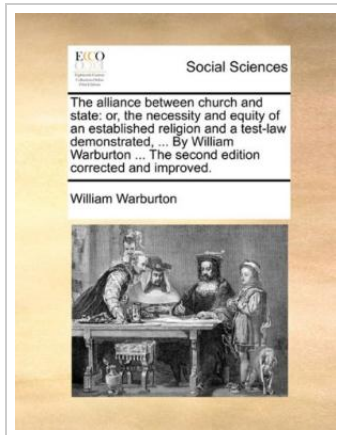 ECCO
Social Sciences
The alliance between church and
state: or, the necessity and equity of
an established religion and a test-law
demonstrated, ... By William
Warburton ... The second edition
corrected and improved.
William Warburton